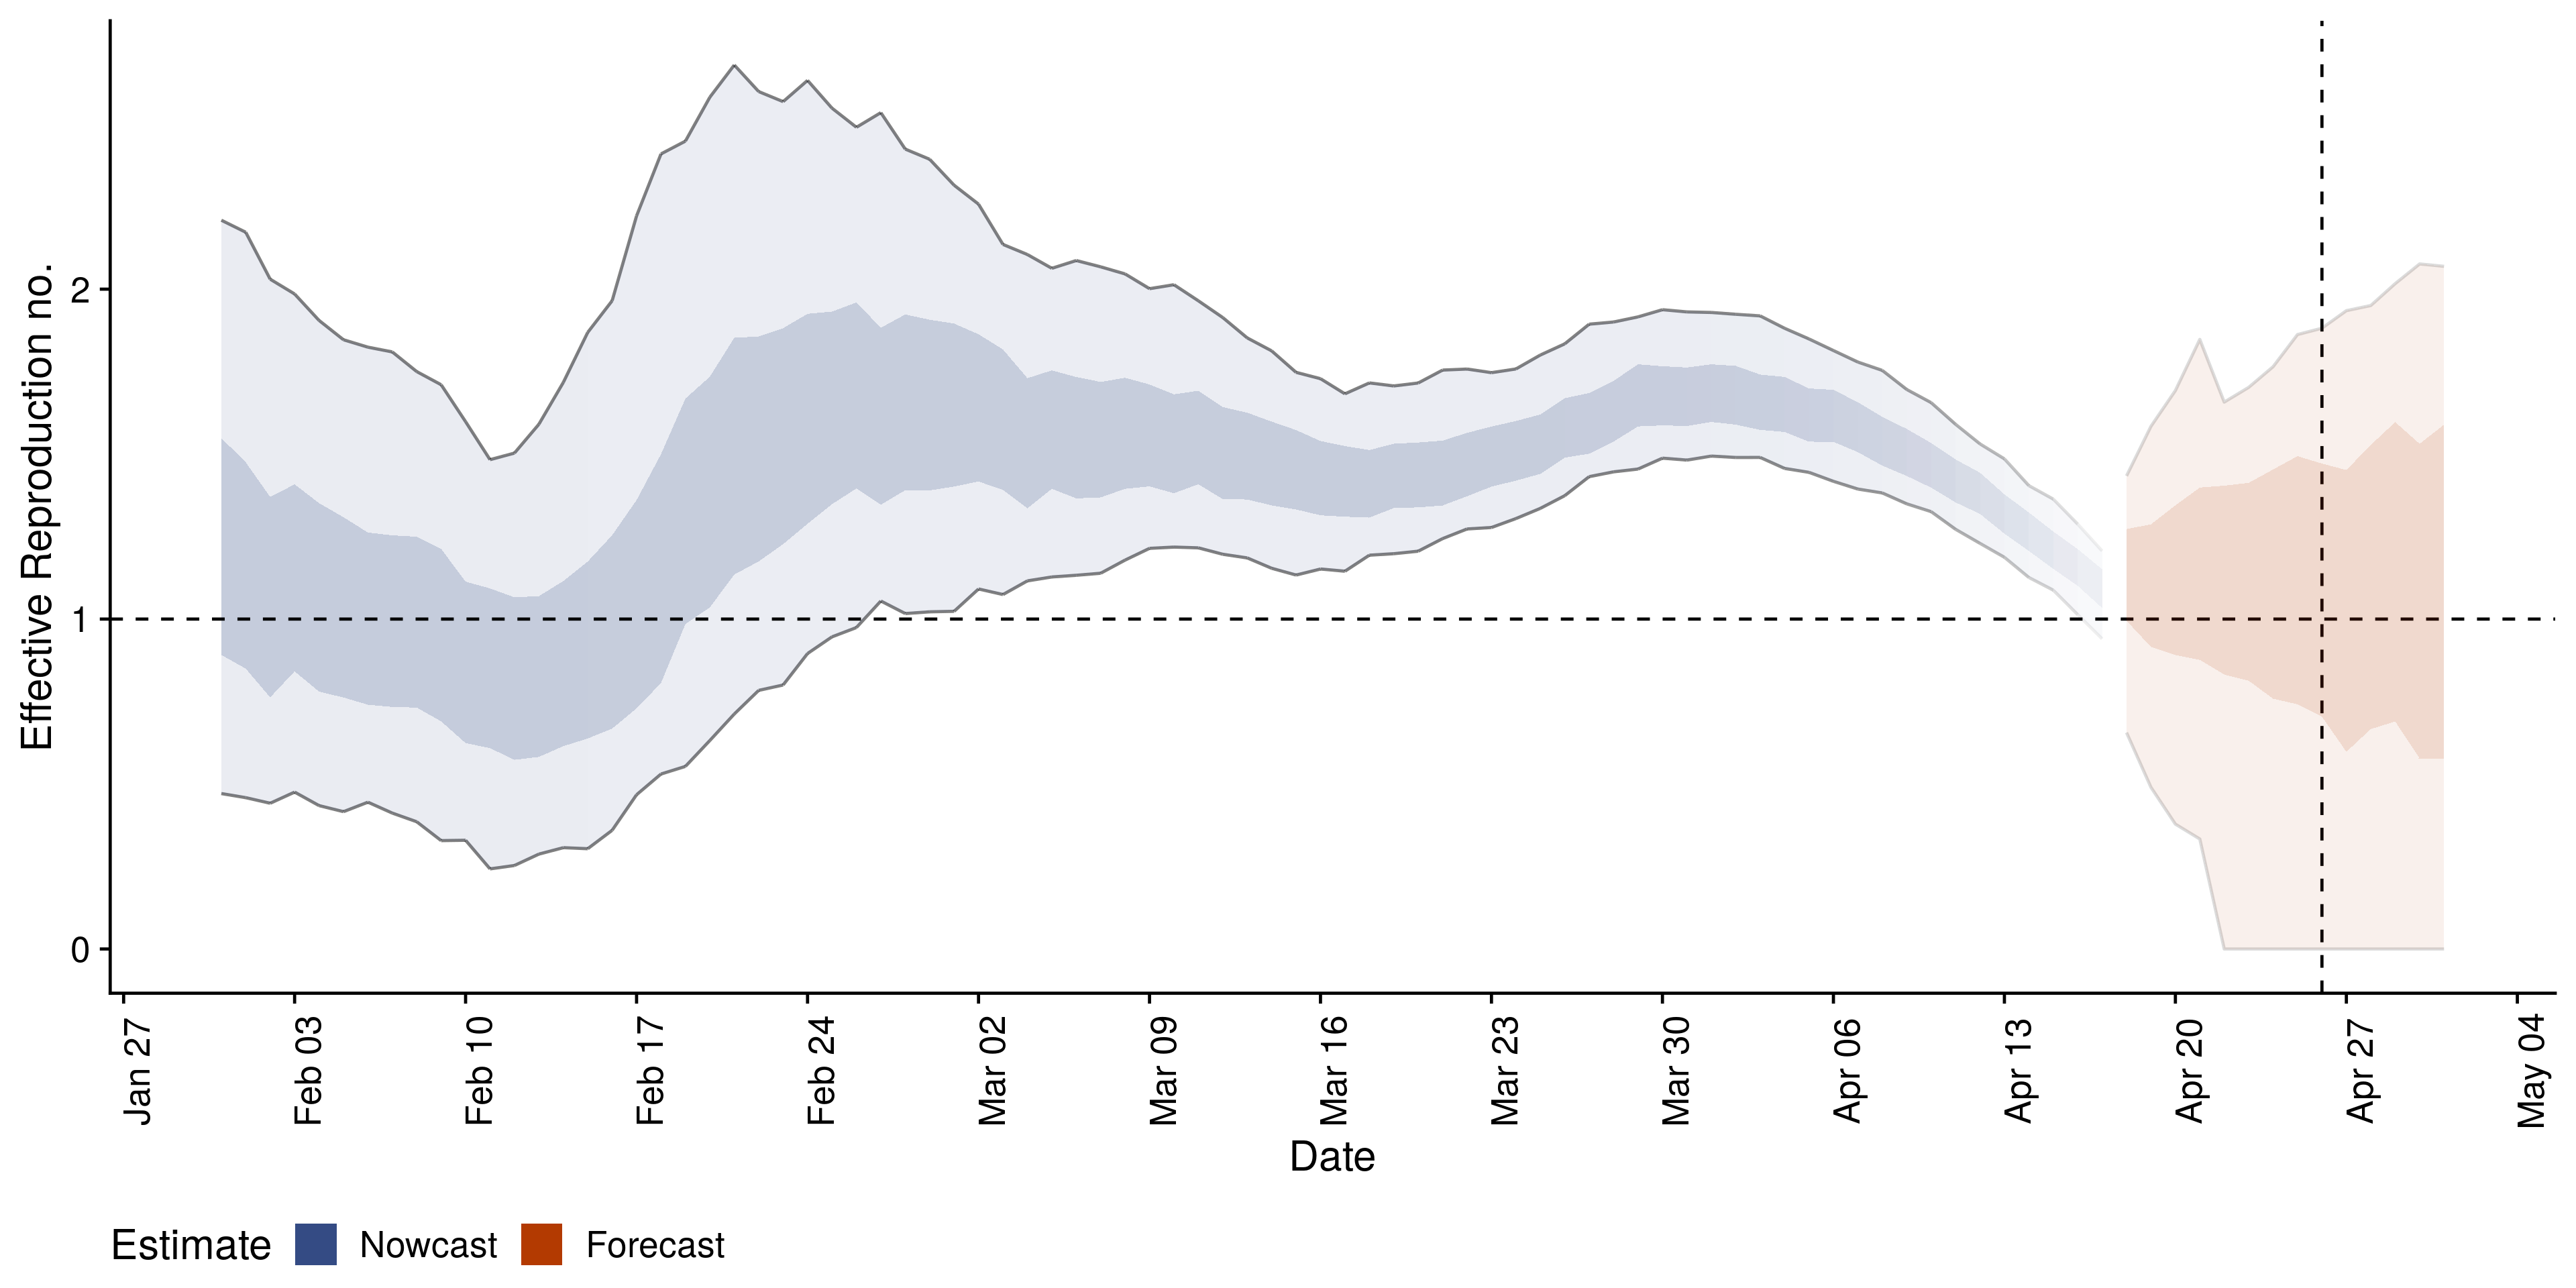 Effective Reproduction no.
2
1
0
Jan 27
Feb 03
Feb 10
Feb 17
Feb 24
Mar 02
Mar 09
Mar 16
Mar 23
Mar 30
Apr 06
Apr 13
Apr 20
Apr 27
May 04
Date
Estimate Nowcast Forecast